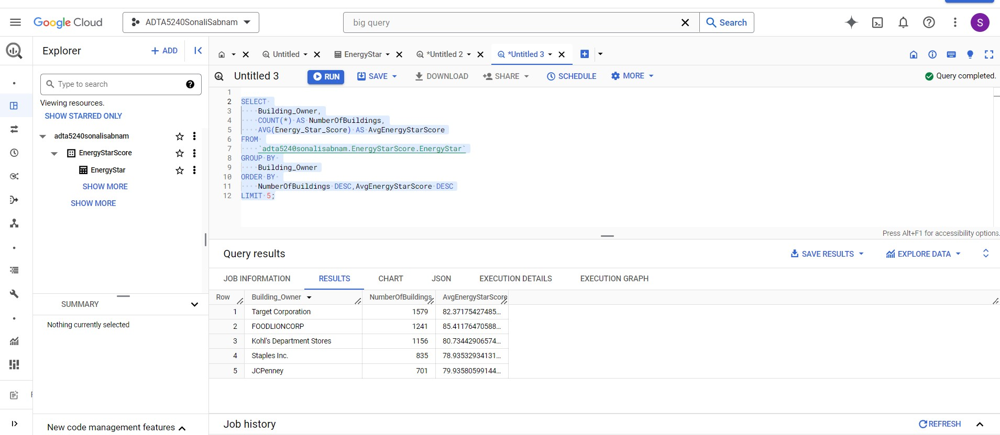 Google Cloud
ADTA5240SonaliSabnam
big query
Search
S
Explorer
+ ADD
Untitled
EnergyStar
*Untitled 2
*Untitled 3
Type to search
Untitled 3
RUN
SAVE
DOWNLOAD
SHARE
SCHEDULE
MORE
Query completed.
Viewing resources.
SHOW STARRED ONLY
adta5240sonalisabnam
EnergyStarScore
EnergyStar
SHOW MORE
SHOW MORE
1
2 SELECT
3 Building_Owner,
4 COUNT(*) AS NumberOfBuildings,
5 AVG(Energy_Star_Score) AS AvgEnergyStarScore
6 FROM
7 `adta5240sonalisabnam.EnergyStarScore.EnergyStar`
8 GROUP BY
9 Building_Owner
10 ORDER BY
11 NumberOfBuildings DESC,AvgEnergyStarScore DESC
12 LIMIT 5;
Press Alt+F1 for accessibility options.
Query results
SAVE RESULTS
EXPLORE DATA
JOB INFORMATION
RESULTS
CHART
JSON
EXECUTION DETAILS
EXECUTION GRAPH
Row Building_Owner NumberOfBuildings AvgEnergyStarScore
1 Target Corporation 1579 82.37175427485...
2 FOODLIONCORP 1241 85.41176470588...
3 Kohl's Department Stores 1156 80.73442906574...
4 Staples Inc. 835 78.93532934131...
5 JCPenney 701 79.93580599144...
SUMMARY
Nothing currently selected
New code management features
Job history
REFRESH